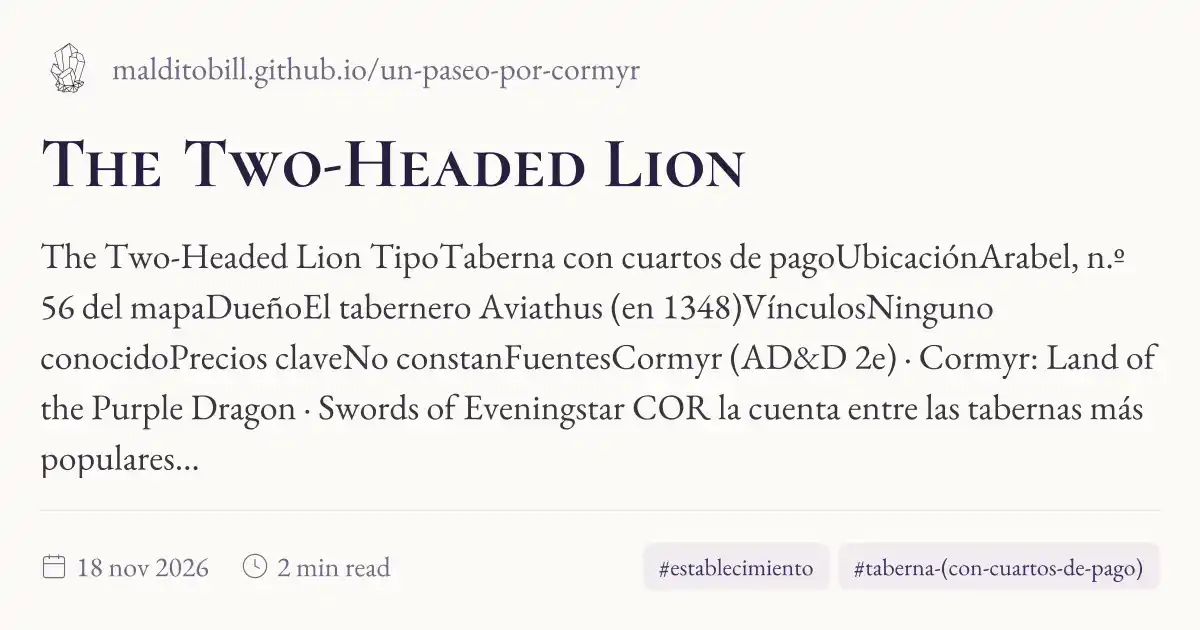 malditobill.github.io/un-paseo-por-cormyr
The Two-Headed Lion
The Two-Headed Lion TipoTaberna con cuartos de pagoUbicaciónArabel, n.º
56 del mapaDueñoEl tabernero Aviathus (en 1348)VínculosNinguno
conocidoPrecios claveNo constanFuentesCormyr (AD&D 2e) · Cormyr: Land of
the Purple Dragon · Swords of Eveningstar COR la cuenta entre las tabernas más
populares...
18 nov 2026 2 min read #establecimiento #taberna-(con-cuartos-de-pago)